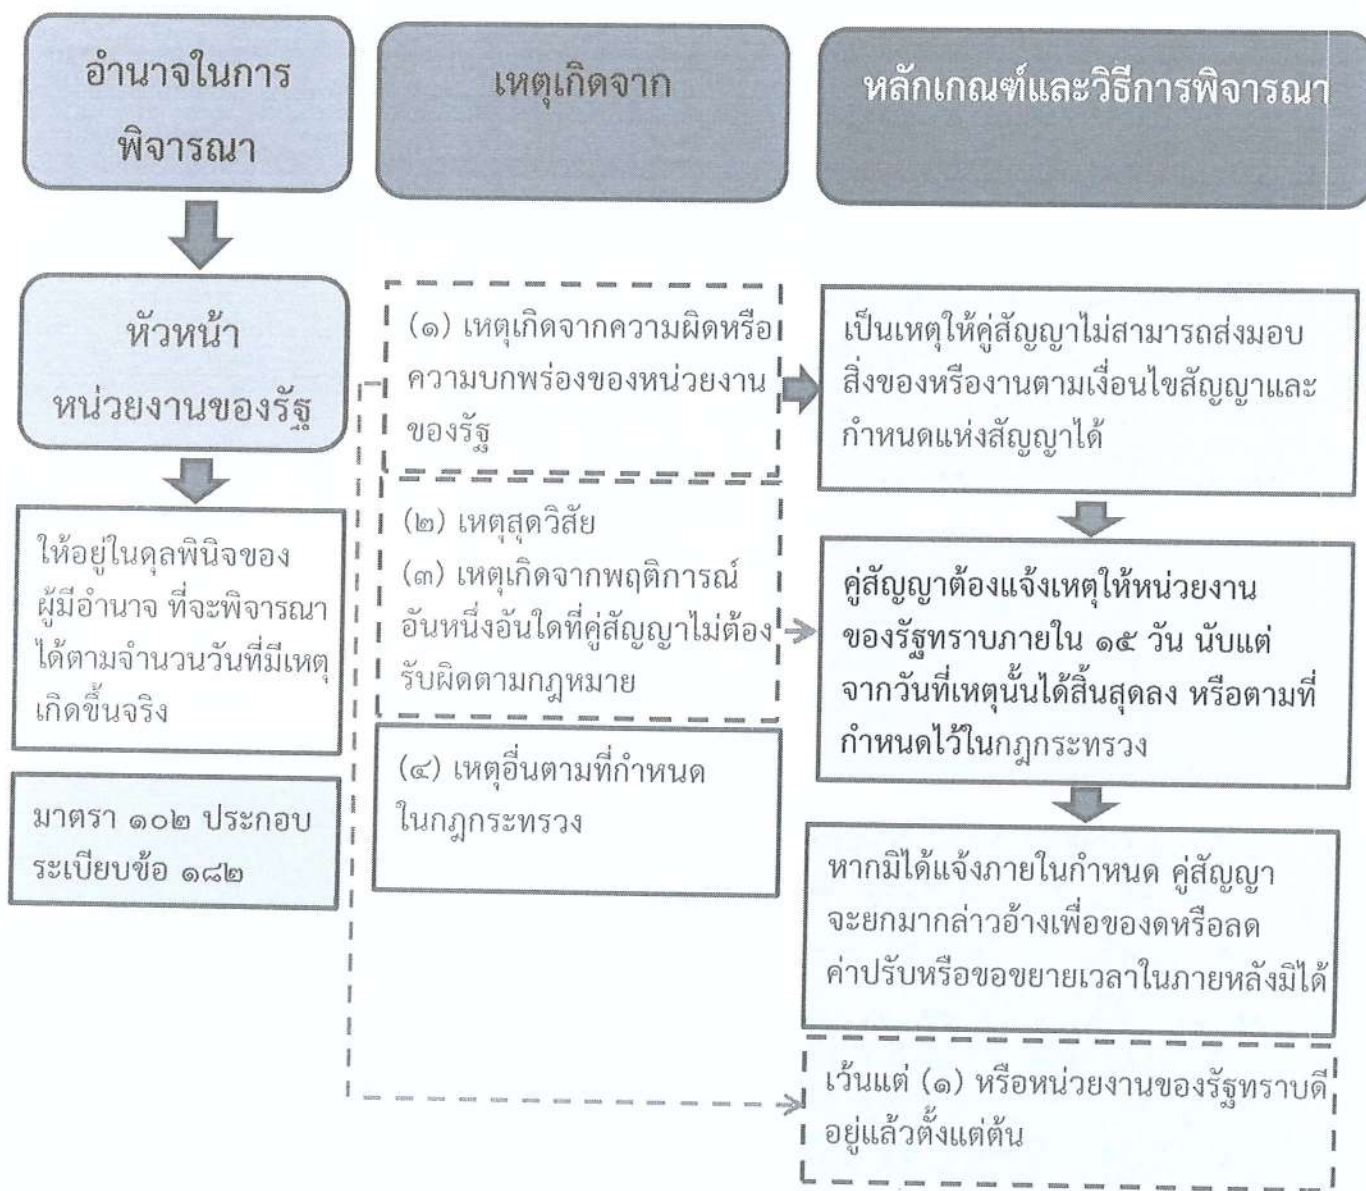 อำนาจในการ
พิจารณา
เหตุเกิดจาก
หลักเกณฑ์และวิธีการพิจารณา
หัวหน้า
หน่วยงานของรัฐ
ให้อยู่ในดุลพินิจของ
ผู้มีอำนาจ ที่จะพิจารณา
ได้ตามจำนวนวันที่มีเหตุ
เกิดขึ้นจริง
มาตรา ๑๐๒ ประกอบ
ระเบียบข้อ ๑๘๒
(๑) เหตุเกิดจากความผิดหรือ
ความบกพร่องของหน่วยงาน
ของรัฐ
(๒) เหตุสุดวิสัย
(๓) เหตุเกิดจากพฤติการณ์
อันหนึ่งอันใดที่คู่สัญญาไม่ต้อง
รับผิดตามกฎหมาย
(๔) เหตุอื่นตามที่กำหนด
ในกฎกระทรวง
เป็นเหตุให้คู่สัญญาไม่สามารถส่งมอบ
สิ่งของหรืองานตามเงื่อนไขสัญญาและ
กำหนดแห่งสัญญาได้
คู่สัญญาต้องแจ้งเหตุให้หน่วยงาน
ของรัฐทราบภายใน ๑๕ วัน นับแต่
จากวันที่เหตุนั้นได้สิ้นสุดลง หรือตามที่
กำหนดไว้ในกฎกระทรวง
หากมิได้แจ้งภายในกำหนด คู่สัญญา
จะยกมากล่าวอ้างเพื่อของดหรือลด
ค่าปรับหรือขอขยายเวลาในภายหลังมิได้
เว้นแต่ (๑) หรือหน่วยงานของรัฐทราบดี
อยู่แล้วตั้งแต่ต้น